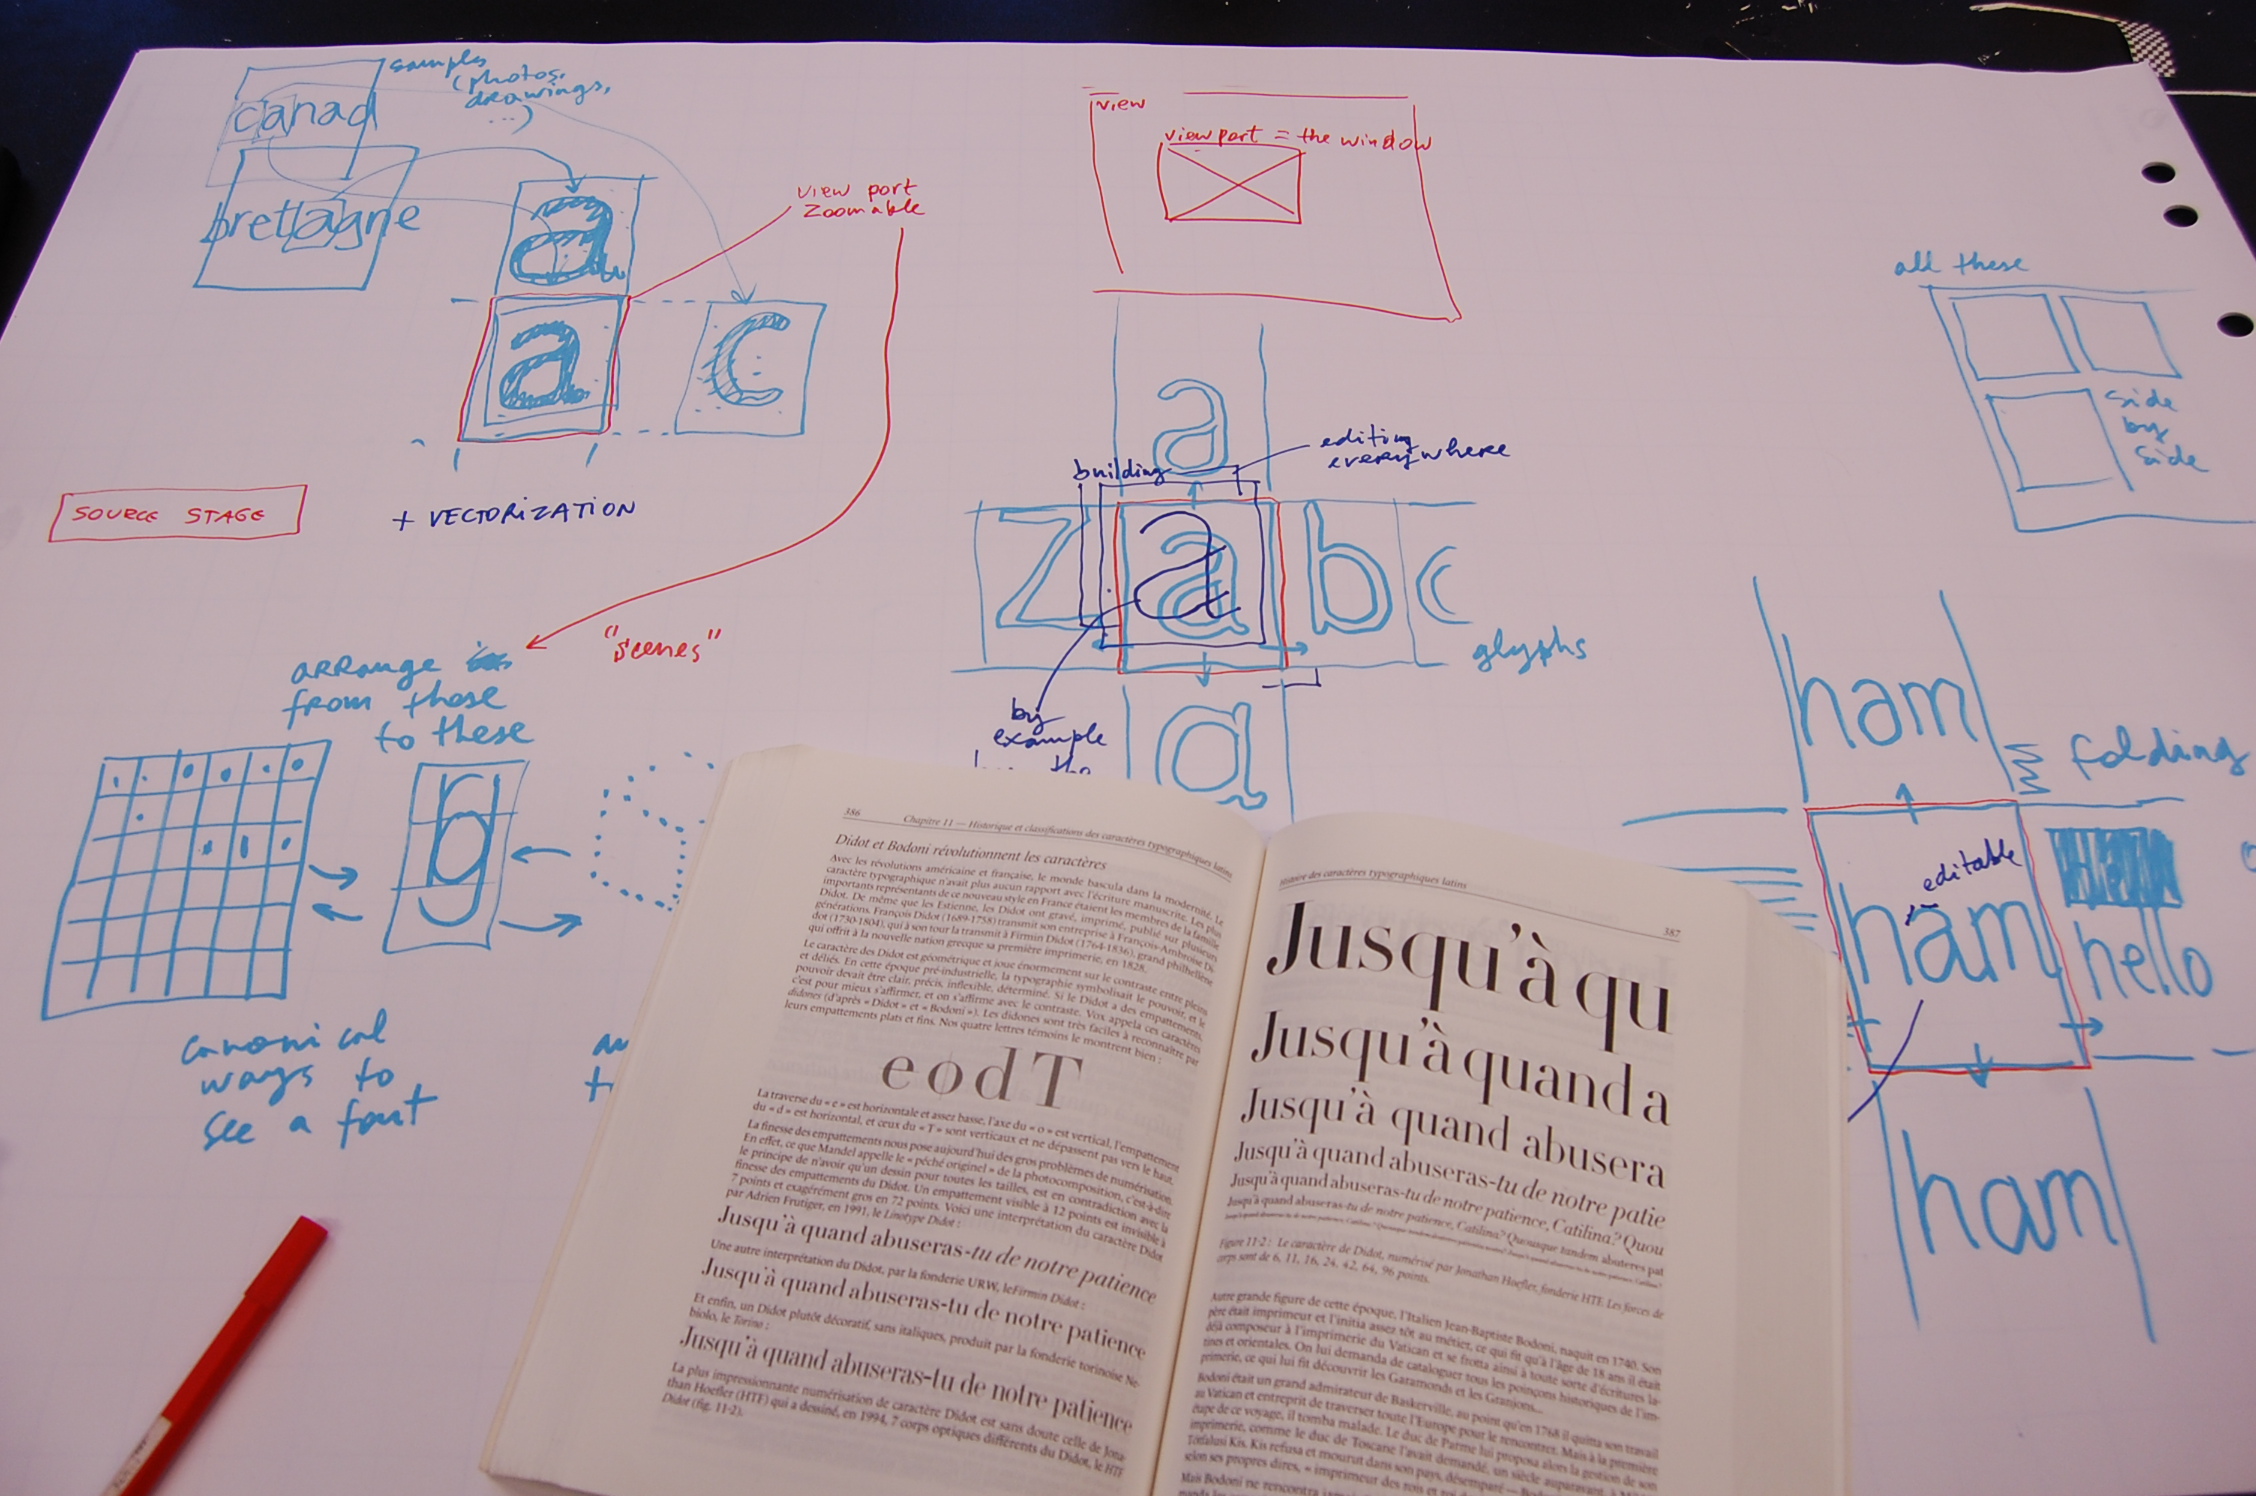 canad
samples
(photos,
drawings,
...)
bretagne
a
a
c
view port
zoomable
view
view port = the window
SOURCE STAGE
+ VECTORIZATION
"scenes"
arrange
from those
to these
canonical
ways to
see a font
g
a
building
editing
everywhere
z a b c
glyphs
by
example
a
all these
side
by
side
ham
folding
editable
ham
hello
ham
386
Chapitre 11 — Historique et classifications des caractères typographiques latins
Didot et Bodoni révolutionnent les caractères
Avec les révolutions américaine et française, le monde bascula dans la modernité. Le
caractère typographique n'avait plus aucun rapport avec l'écriture manuscrite. Les plus
importants représentants de ce nouveau style en France étaient les membres de la famille
Didot. De même que les Estienne, les Didot ont gravé, imprimé, publié sur plusieurs
générations. François Didot (1689-1758) transmit son entreprise à François-Ambroise Di-
dot (1730-1804), qui à son tour la transmit à Firmin Didot (1764-1836), grand philhellène
qui offrit à la nouvelle nation grecque sa première imprimerie, en 1828.
Le caractère des Didot est géométrique et joue énormement sur le contraste entre pleins
et déliés. En cette époque pré-industrielle, la typographie symbolisait le pouvoir, et le
pouvoir devait être clair, précis, inflexible, déterminé. Si le Didot a des empattements,
c'est pour mieux s'affirmer, et on s'affirme avec le contraste. Vox appela ces caractères
didones (d'après « Didot » et « Bodoni »). Les didones sont très faciles à reconnaître par
leurs empattements plats et fins. Nos quatre lettres témoins le montrent bien :
e o d T
La traverse du « e » est horizontale et assez basse, l'axe du « o » est vertical, l'empattement
du « d » est horizontal, et ceux du « T » sont verticaux et ne dépassent pas vers le haut.
La finesse des empattements nous pose aujourd'hui des gros problèmes de numérisation.
En effet, ce que Mandel appelle le « péché originel » de la photocomposition, c'est-à-dire
le principe de n'avoir qu'un dessin pour toutes les tailles, est en contradiction avec la
finesse des empattements du Didot. Un empattement visible à 12 points est invisible à
7 points et exagérément gros en 72 points. Voici une interprétation du caractère Didot
par Adrien Frutiger, en 1991, le Linotype Didot :
Jusqu'à quand abuseras-tu de notre patience
Une autre interprétation du Didot, par la fonderie URW, le Firmin Didot :
Jusqu'à quand abuseras-tu de notre patience
Et enfin, un Didot plutôt décoratif, sans italiques, produit par la fonderie torinoise Ne-
biolo, le Torino :
Jusqu'à quand abuseras-tu de notre patience
La plus impressionnante numérisation de caractère Didot est sans doute celle de Jona-
than Hoefler (HTF) qui a dessiné, en 1994, 7 corps optiques différents du Didot, le HTF
Didot (fig. 11-2).
Histoire des caractères typographiques latins
387
Jusqu'à qu
Jusqu'à quand a
Jusqu'à quand abusera
Jusqu'à quand abuseras-tu de notre patie
Jusqu'à quand abuseras-tu de notre patience, Catilina? Quou
Jusqu'à quand abuseras-tu de notre patience, Catilina? Quousque tandem abutere pat
Figure 11-2 : Le caractère de Didot, numérisé par Jonathan Hoefler, fonderie HTF. Les forces de
corps sont de 6, 11, 16, 24, 42, 64, 96 points.
Autre grande figure de cette époque, l'Italien Jean-Baptiste Bodoni, naquit en 1740. Son
père était imprimeur et l'initia assez tôt au métier, ce qui fit qu'à l'âge de 18 ans il était
déjà compositeur à l'imprimerie du Vatican et se frotta ainsi à toute sorte d'écritures la-
tines et orientales. On lui demanda de cataloguer tous les poinçons historiques de l'im-
primerie, ce qui lui fit découvrir les Garamonds et les Granjons...
Bodoni était un grand admirateur de Baskerville, au point qu'en 1768 il quitta son travail
au Vatican et entreprit de traverser toute l'Europe pour le rencontrer. Mais à la première
étape de ce voyage, il tomba malade. Le duc de Parme lui proposa alors la gestion de son
imprimerie, comme le duc de Toscane l'avait demandé, un siècle auparavant, à
Tótfalusi Kis. Kis refusa et mourut dans son pays, désemparé — Bodoni
selon ses propres dires, « imprimeur des rois et roi des
Mais Bodoni ne rencontra